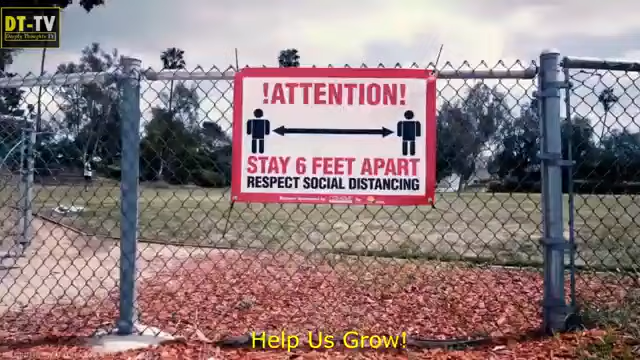 DT-TV
!ATTENTION!
STAY 6 FEET APART
RESPECT SOCIAL DISTANCING
Help Us Grow!